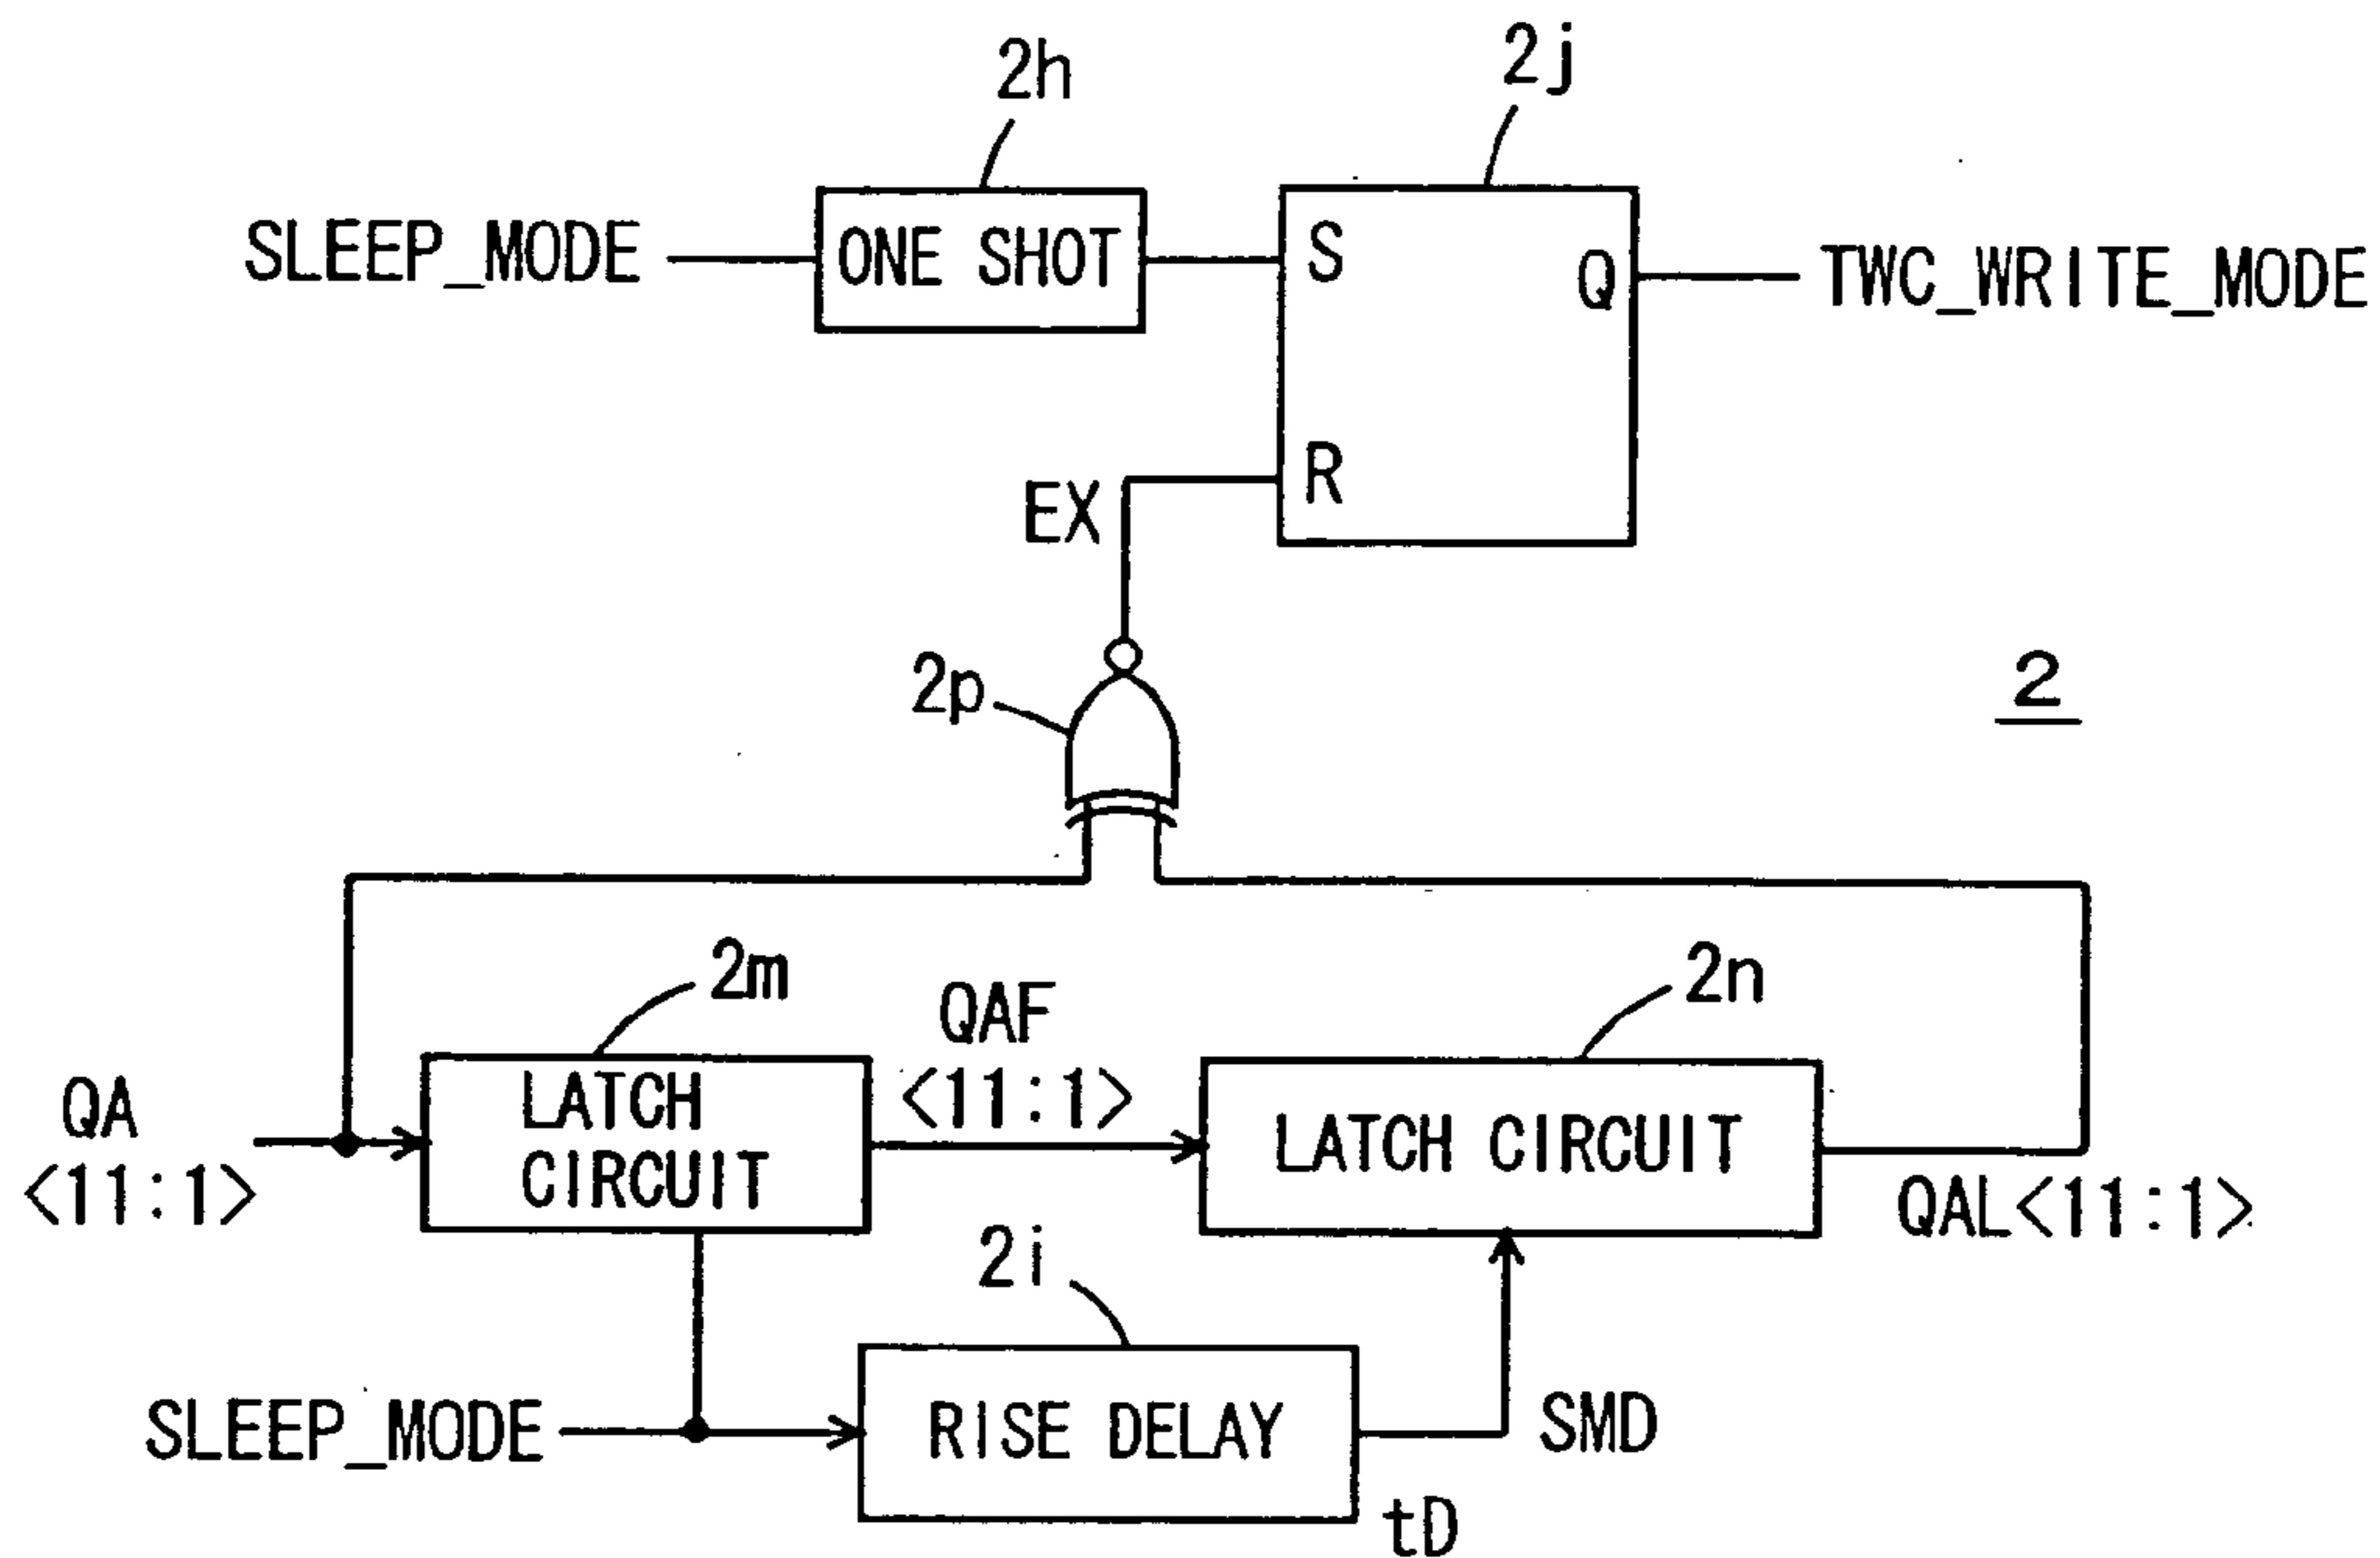 2h
2j
SLEEP_MODE
ONE SHOT
S
Q
TWC_WRITE_MODE
R
EX
2p
2
2m
QAF
2n
QA
<11:1>
LATCH
CIRCUIT
<11:1>
LATCH CIRCUIT
QAL<11:1>
2i
SLEEP_MODE
RISE DELAY
SMD
tD